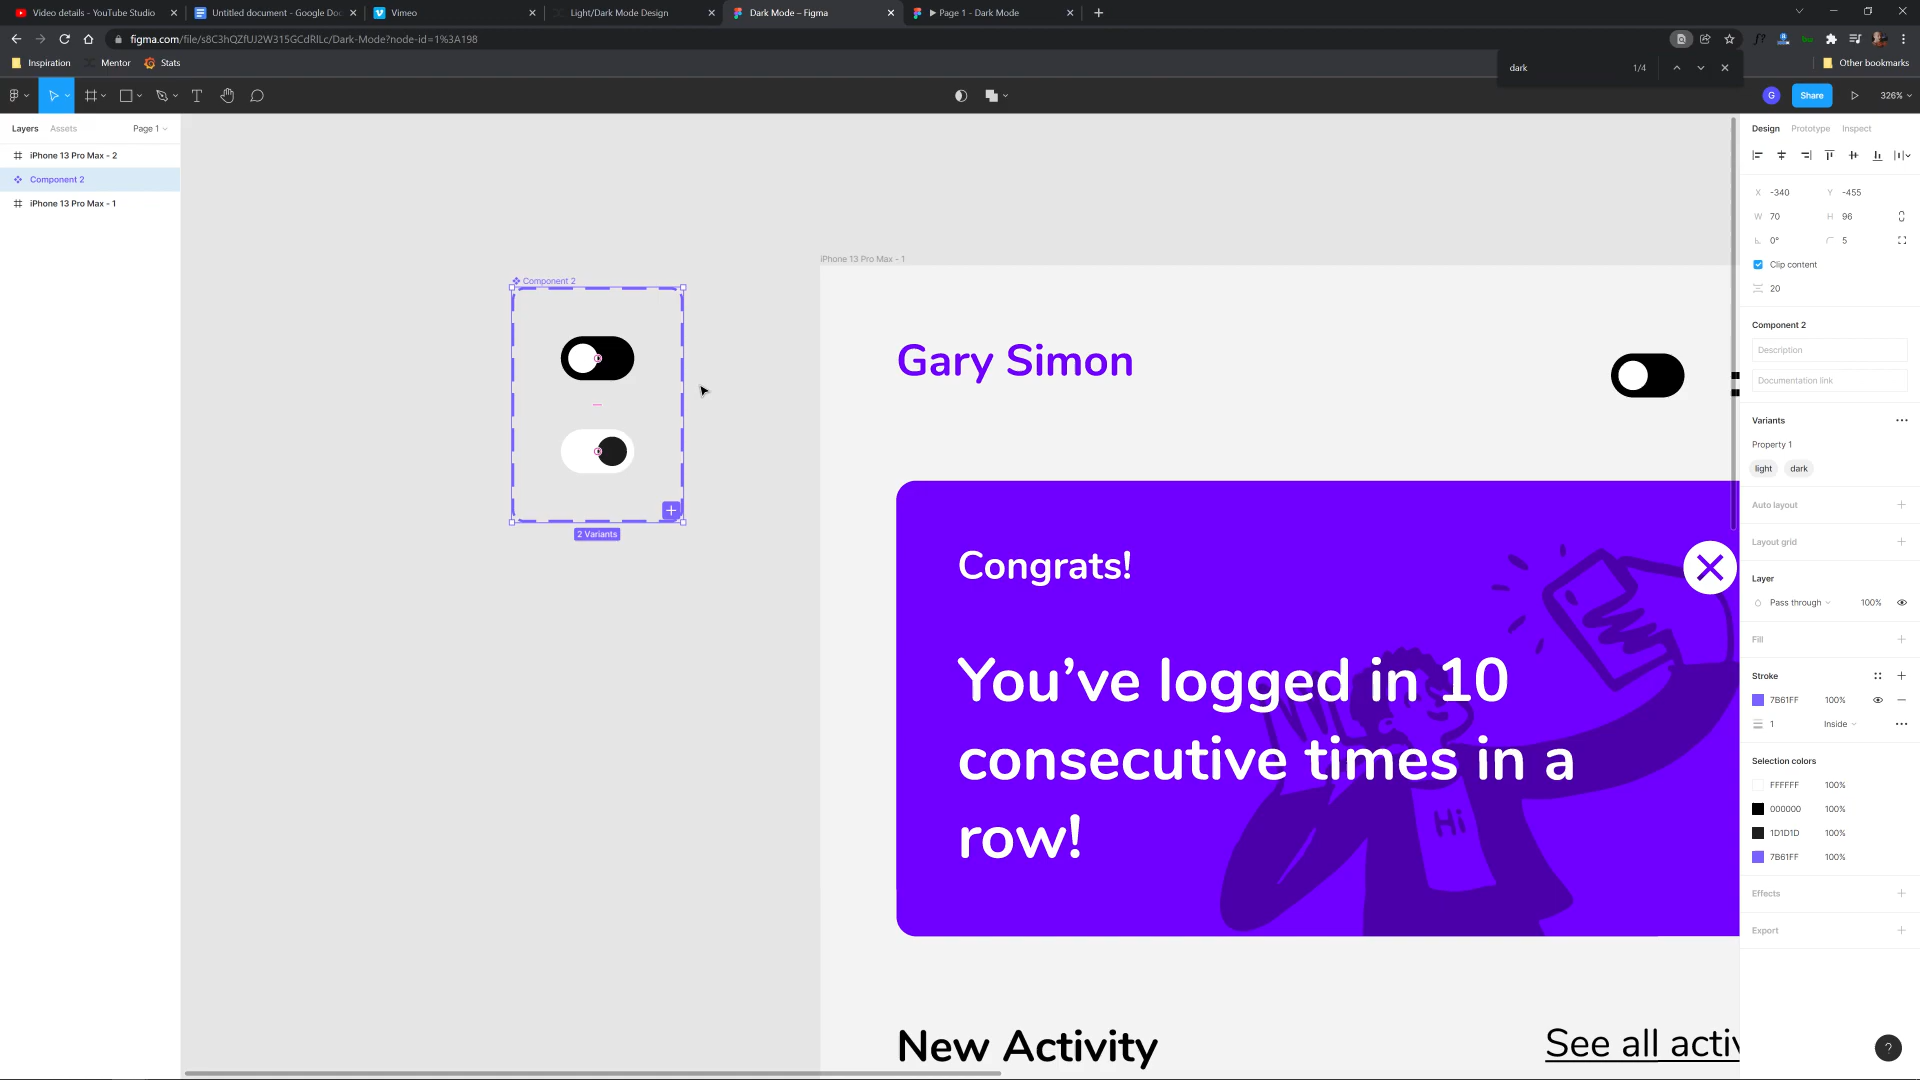 Video details - YouTube Studio
Untitled document - Google Doc
Vimeo
Light/Dark Mode Design
Dark Mode – Figma
Page 1 - Dark Mode
figma.com/file/s8C3hQZfUJ2W315GCdRILc/Dark-Mode?node-id=1%3A198
Inspiration
Mentor
Stats
Other bookmarks
dark
1/4
G
Share
326%
Layers
Assets
Page 1
iPhone 13 Pro Max - 2
Component 2
iPhone 13 Pro Max - 1
Component 2
2 Variants
iPhone 13 Pro Max - 1
Gary Simon
Congrats!
You’ve logged in 10
consecutive times in a
row!
Hi
New Activity
See all activ
Design
Prototype
Inspect
X -340 Y -455
W 70 H 96
0° 5
Clip content
20
Component 2
Description
Documentation link
Variants
Property 1
light dark
Auto layout
Layout grid
Layer
Pass through 100%
Fill
Stroke
7B61FF 100%
1 Inside
Selection colors
FFFFFF 100%
000000 100%
1D1D1D 100%
7B61FF 100%
Effects
Export
?